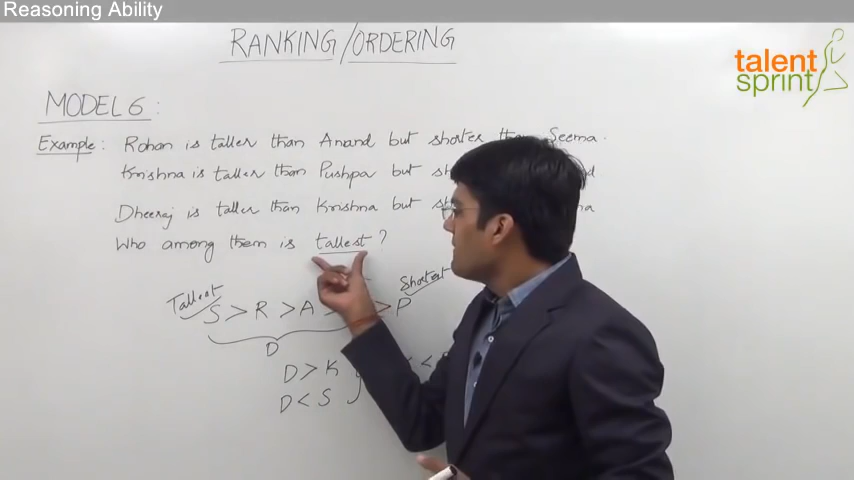 Reasoning Ability
RANKING/ORDERING
talent
sprint
MODEL 6 :
Example : Rohan is taller than Anand but shorter than Seema.
Krishna is taller than Pushpa but
Dheeraj is taller than Krishna but
Who among them is tallest ?
Tallest
Shortest
S > R > A > > P
D
D > K
D < S